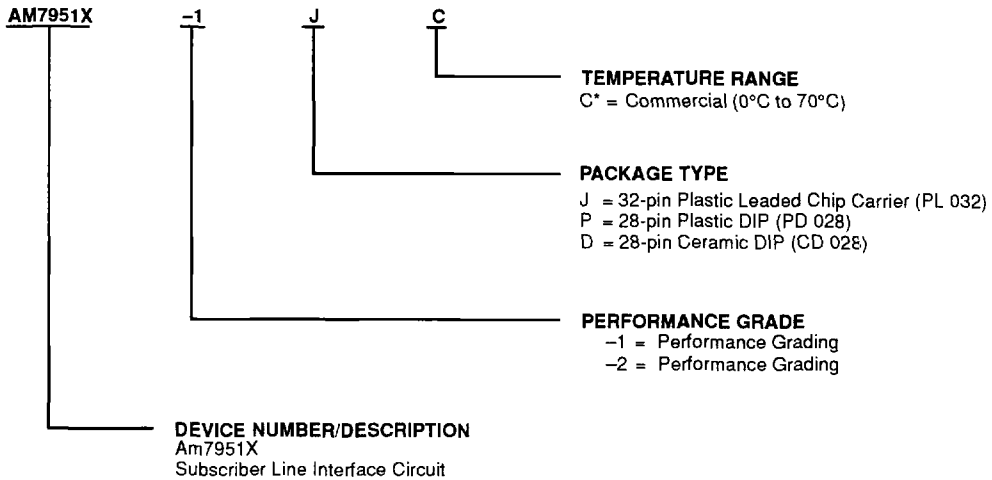 AM7951X -1 J C
TEMPERATURE RANGE
C* = Commercial (0°C to 70°C)
PACKAGE TYPE
J = 32-pin Plastic Leaded Chip Carrier (PL 032)
P = 28-pin Plastic DIP (PD 028)
D = 28-pin Ceramic DIP (CD 028)
PERFORMANCE GRADE
–1 = Performance Grading
–2 = Performance Grading
DEVICE NUMBER/DESCRIPTION
Am7951X
Subscriber Line Interface Circuit